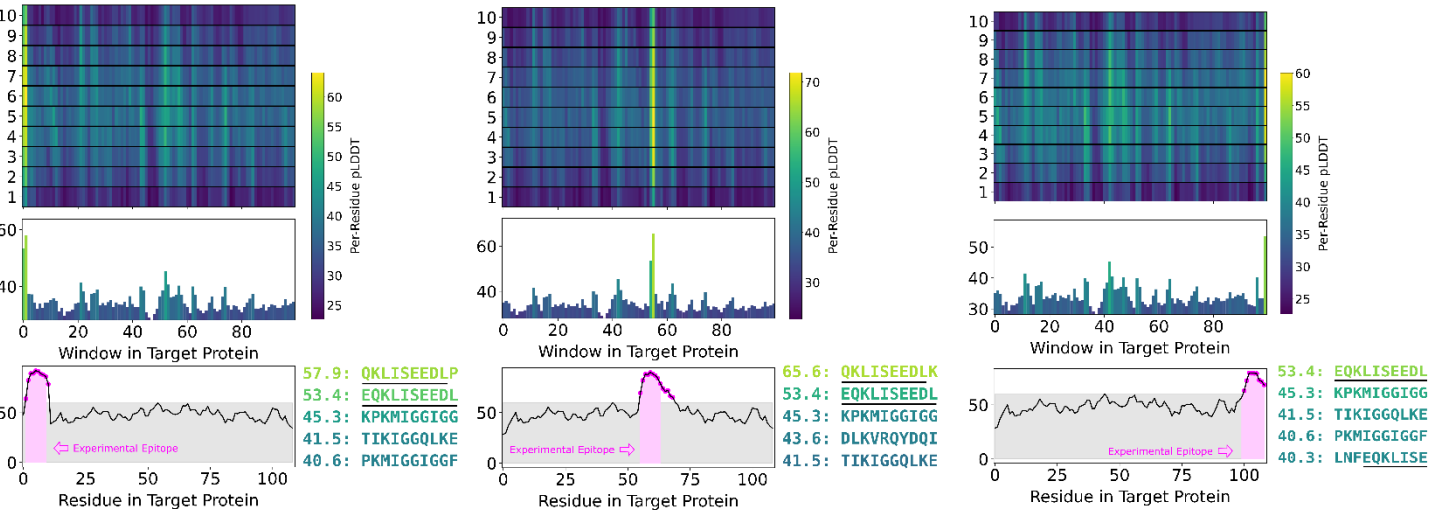 10
9
8
7
6
5
4
3
2
1
60
55
50
45
40
35
30
25
Per-Residue pLDDT
60
40
0 20 40 60 80
Window in Target Protein
57.9: QKLISEEDLP
53.4: EQKLISEEDL
45.3: KPKMIGGIGG
41.5: TIKIGGQLKE
40.6: PKMIGGIGGF
50
0
Experimental Epitope
0 50 100
Residue in Target Protein
10
9
8
7
6
5
4
3
2
1
70
60
50
40
30
Per-Residue pLDDT
60
40
0 20 40 60 80
Window in Target Protein
65.6: QKLISEEDLK
53.4: EQKLISEEDL
45.3: KPKMIGGIGG
43.6: DLKVRQYDQI
41.5: TIKIGGQLKE
50
0
Experimental Epitope
0 50 100
Residue in Target Protein
10
9
8
7
6
5
4
3
2
1
60
55
50
45
40
35
30
25
Per-Residue pLDDT
50
40
30
0 20 40 60 80
Window in Target Protein
53.4: EQKLISEEDL
45.3: KPKMIGGIGG
41.5: TIKIGGQLKE
40.6: PKMIGGIGGF
40.3: LNFEQKLISE
50
0
Experimental Epitope
0 25 50 75 100
Residue in Target Protein